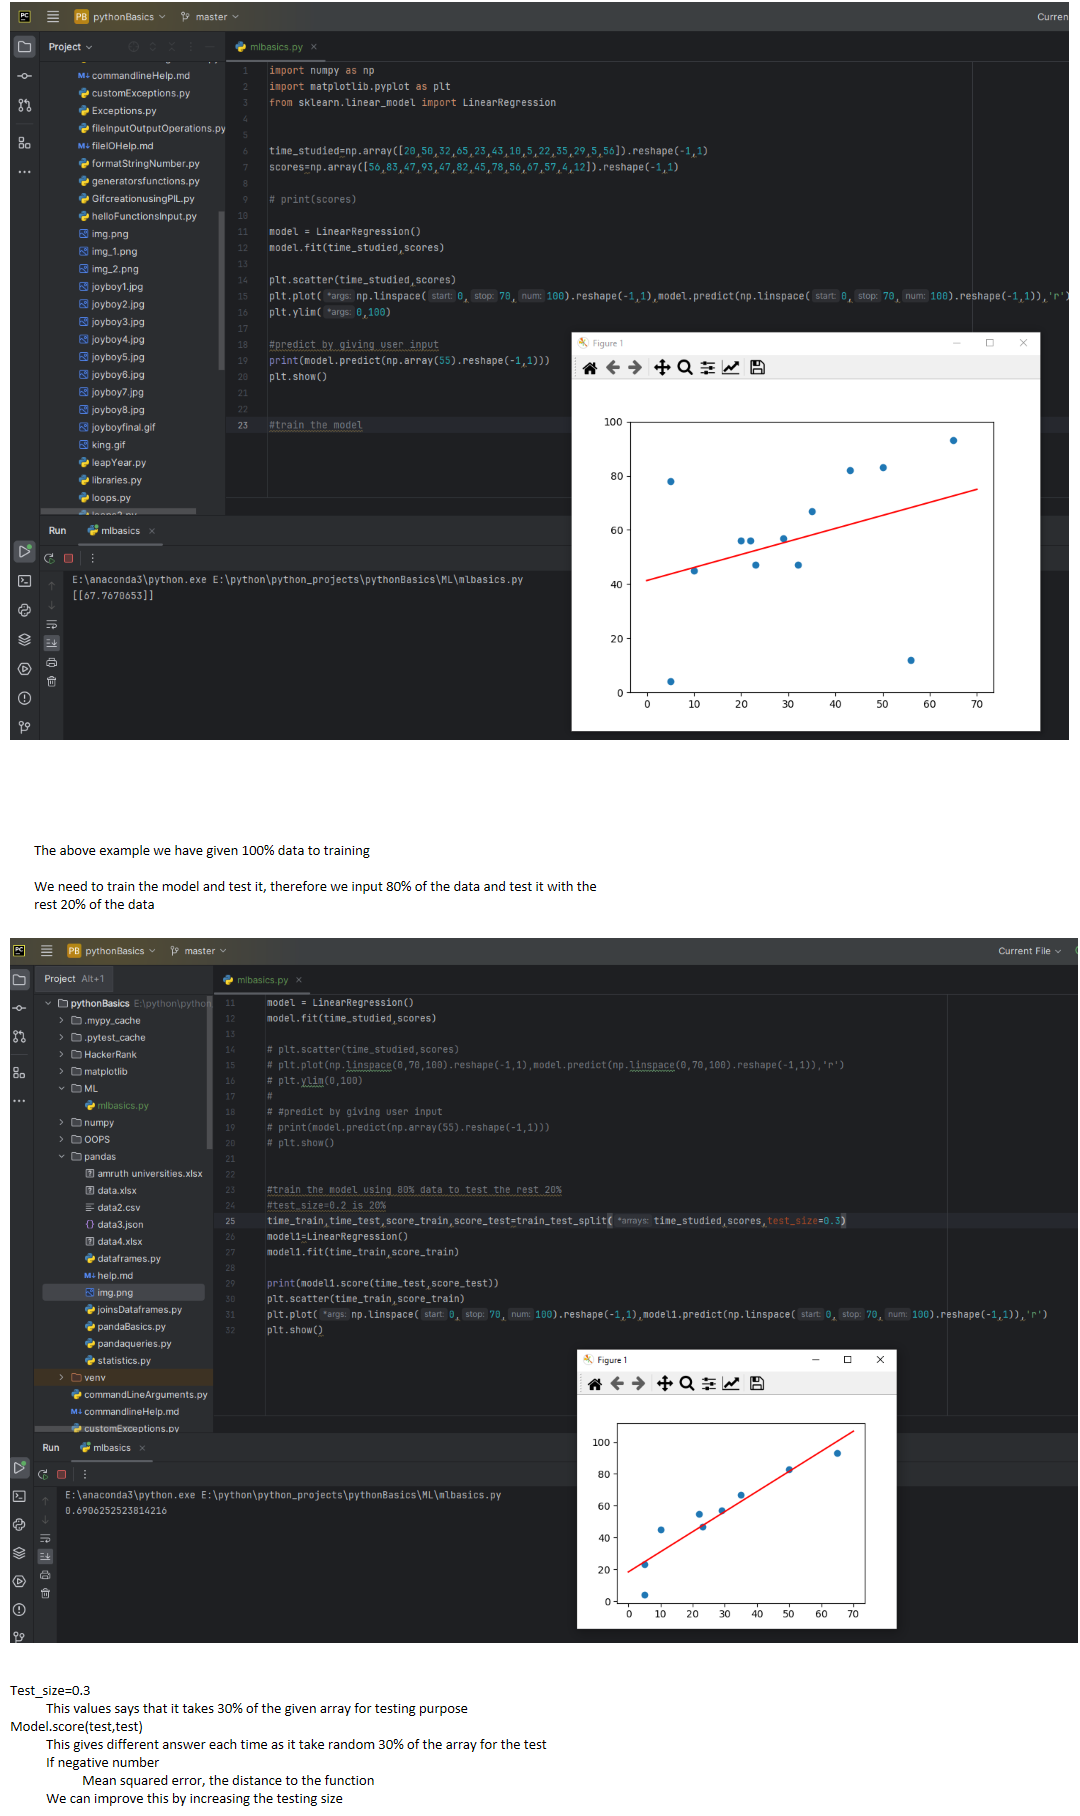 PC PB pythonBasics master Curren
Project
mlbasics.py
M↓ commandlineHelp.md
customExceptions.py
Exceptions.py
fileInputOutputOperations.py
M↓ fileIOHelp.md
formatStringNumber.py
generatorsfunctions.py
GifcreationusingPIL.py
helloFunctionsInput.py
img.png
img_1.png
img_2.png
joyboy1.jpg
joyboy2.jpg
joyboy3.jpg
joyboy4.jpg
joyboy5.jpg
joyboy6.jpg
joyboy7.jpg
joyboy8.jpg
joyboyfinal.gif
king.gif
leapYear.py
libraries.py
loops.py
1 import numpy as np
2 import matplotlib.pyplot as plt
3 from sklearn.linear_model import LinearRegression
4
5
6 time_studied=np.array([20,50,32,65,23,43,10,5,22,35,29,5,56]).reshape(-1,1)
7 scores=np.array([56,83,47,93,47,82,45,78,56,67,57,4,12]).reshape(-1,1)
8
9 # print(scores)
10
11 model = LinearRegression()
12 model.fit(time_studied,scores)
13
14 plt.scatter(time_studied,scores)
15 plt.plot( *args: np.linspace( start: 0, stop: 70, num: 100).reshape(-1,1),model.predict(np.linspace( start: 0, stop: 70, num: 100).reshape(-1,1)),'r')
16 plt.ylim( *args: 0,100)
17
18 #predict by giving user input
19 print(model.predict(np.array(55).reshape(-1,1)))
20 plt.show()
21
22
23 #train the model
Figure 1
100
80
60
40
20
0
0 10 20 30 40 50 60 70
Run mlbasics
E:\anaconda3\python.exe E:\python\python_projects\pythonBasics\ML\mlbasics.py
[[67.7670653]]
The above example we have given 100% data to training
We need to train the model and test it, therefore we input 80% of the data and test it with the
rest 20% of the data
PC PB pythonBasics master Current File
Project Alt+1
mlbasics.py
pythonBasics E:\python\python
.mypy_cache
.pytest_cache
HackerRank
matplotlib
ML
mlbasics.py
numpy
OOPS
pandas
amruth universities.xlsx
data.xlsx
data2.csv
data3.json
data4.xlsx
dataframes.py
M↓ help.md
img.png
joinsDataframes.py
pandaBasics.py
pandaqueries.py
statistics.py
venv
commandLineArguments.py
M↓ commandlineHelp.md
customExceptions.py
11 model = LinearRegression()
12 model.fit(time_studied,scores)
13
14 # plt.scatter(time_studied,scores)
15 # plt.plot(np.linspace(0,70,100).reshape(-1,1),model.predict(np.linspace(0,70,100).reshape(-1,1)),'r')
16 # plt.ylim(0,100)
17 #
18 # #predict by giving user input
19 # print(model.predict(np.array(55).reshape(-1,1)))
20 # plt.show()
21
22
23 #train the model using 80% data to test the rest 20%
24 #test_size=0.2 is 20%
25 time_train,time_test,score_train,score_test=train_test_split( *arrays: time_studied,scores,test_size=0.3)
26 model1=LinearRegression()
27 model1.fit(time_train,score_train)
28
29 print(model1.score(time_test,score_test))
30 plt.scatter(time_train,score_train)
31 plt.plot( *args: np.linspace( start: 0, stop: 70, num: 100).reshape(-1,1),model1.predict(np.linspace( start: 0, stop: 70, num: 100).reshape(-1,1)),'r')
32 plt.show()
Figure 1
100
80
60
40
20
0
0 10 20 30 40 50 60 70
Run mlbasics
E:\anaconda3\python.exe E:\python\python_projects\pythonBasics\ML\mlbasics.py
0.6906252523814216
Test_size=0.3
This values says that it takes 30% of the given array for testing purpose
Model.score(test,test)
This gives different answer each time as it take random 30% of the array for the test
If negative number
Mean squared error, the distance to the function
We can improve this by increasing the testing size